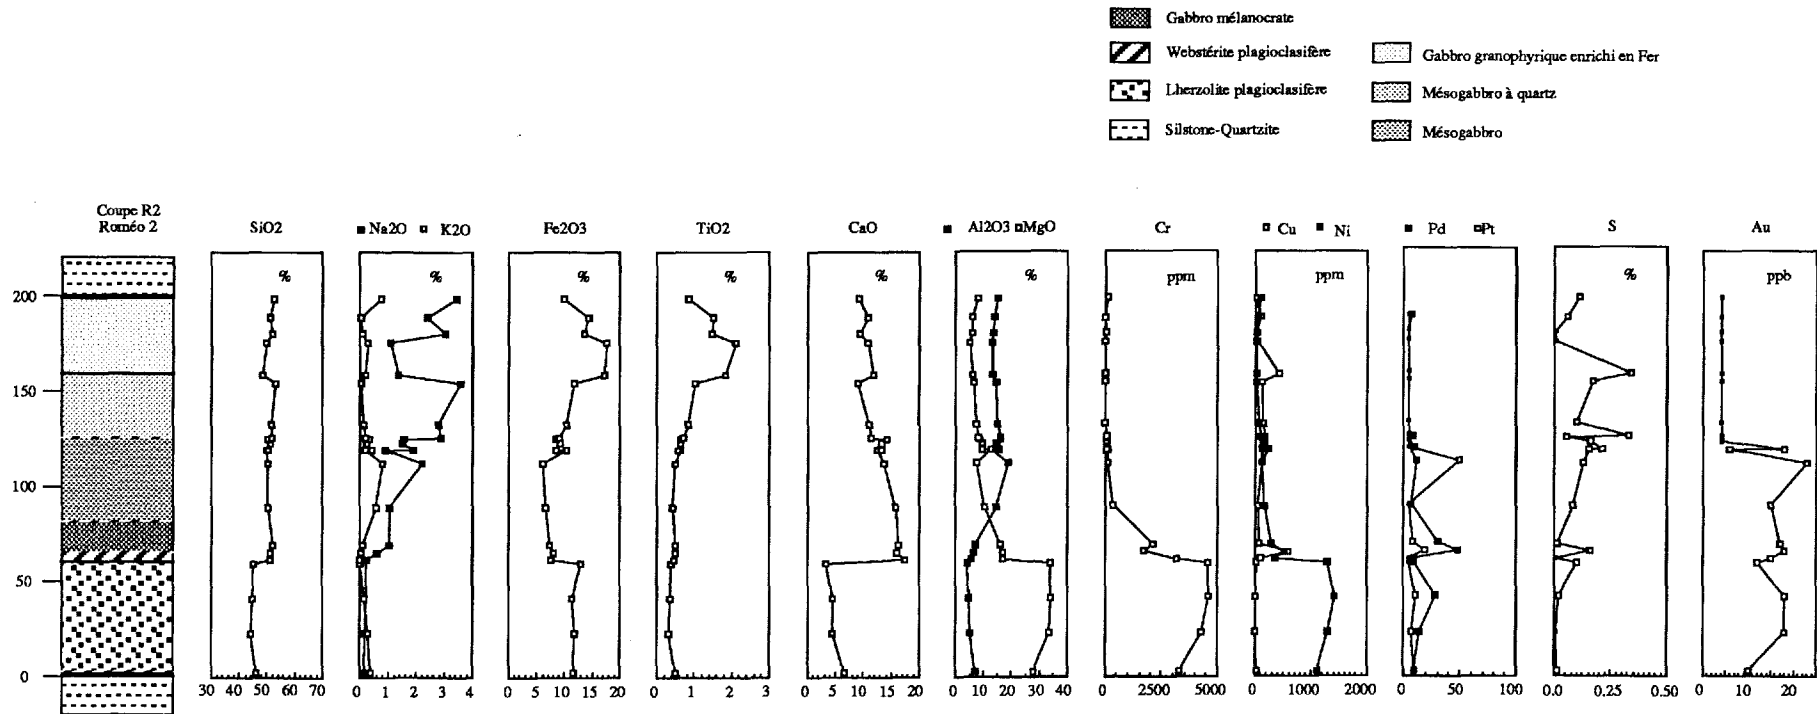 Gabbro mélanocrate
Webstérite plagioclasifère
Gabbro granophyrique enrichi en Fer
Lherzolite plagioclasifère
Mésogabbro à quartz
Silstone-Quartzite
Mésogabbro
Coupe R2
Roméo 2
SiO2
Na2O K2O
Fe2O3
TiO2
CaO
Al2O3 MgO
Cr
Cu Ni
Pd Pt
S
Au
% % % % % % ppm ppm % ppb
200
150
100
50
0
30 40 50 60 70
0 1 2 3 4
0 5 10 15 20
0 1 2 3
0 5 10 15 20
0 10 20 30 40
0 2500 5000
0 1000 2000
0 50 100
0.0 0.25 0.50
0 10 20